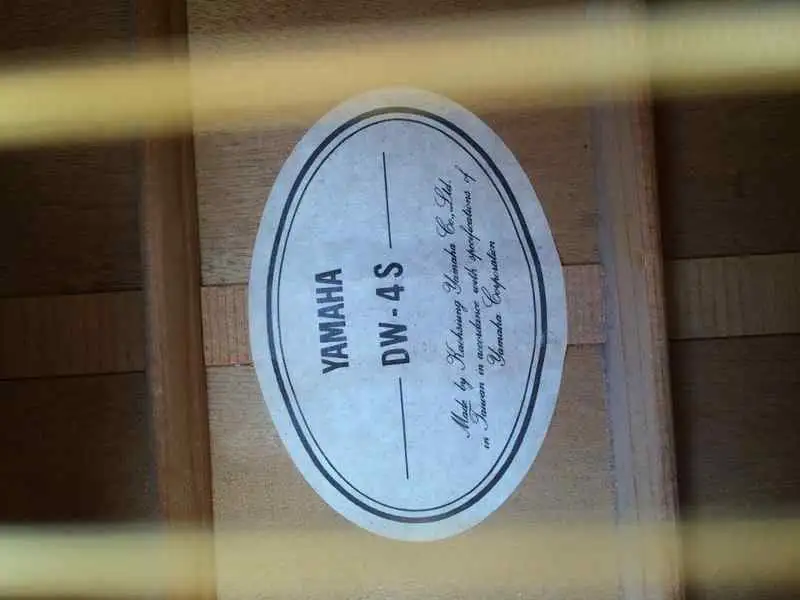 YAMAHA
DW-4S
Made by Kaohsiung Yamaha Co., Ltd.
in Taiwan in accordance with specifications of
Yamaha Corporation